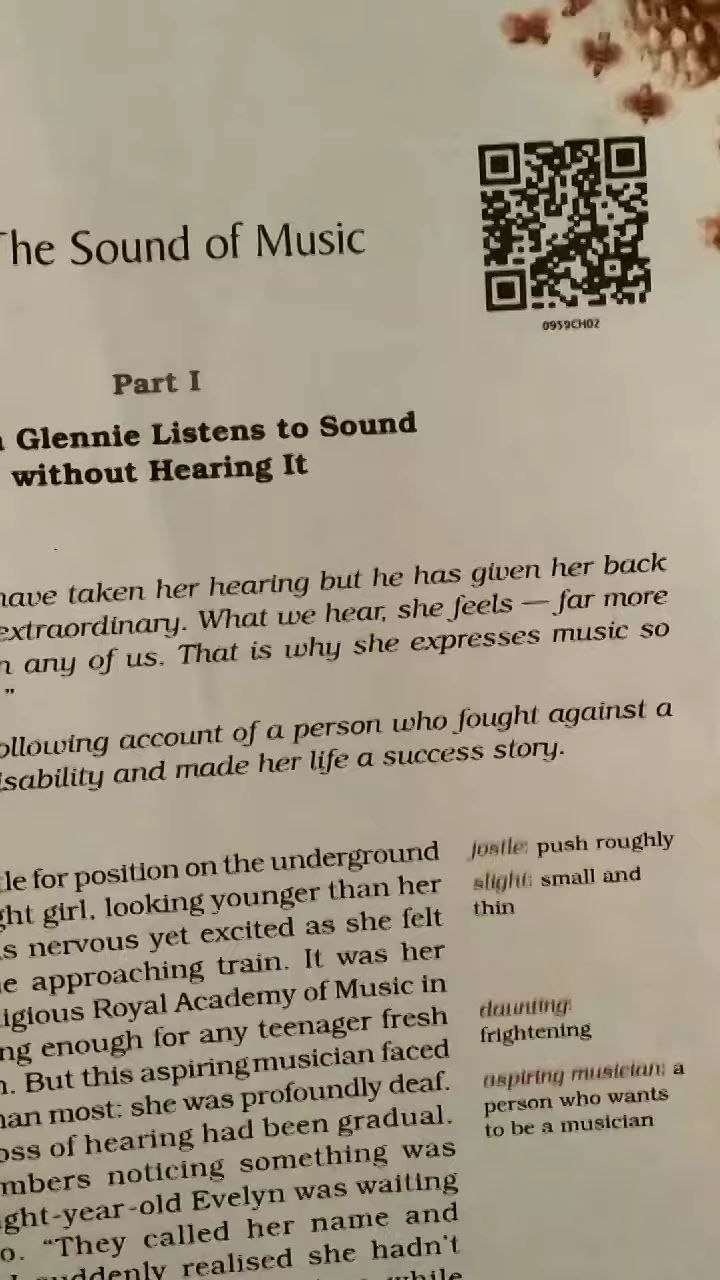 The Sound of Music
0959CH02
Part I
Glennie Listens to Sound
without Hearing It
have taken her hearing but he has given her back
extraordinary. What we hear, she feels — far more
any of us. That is why she expresses music so
”
ollowing account of a person who fought against a
isability and made her life a success story.
tle for position on the underground
ght girl, looking younger than her
s nervous yet excited as she felt
e approaching train. It was her
igious Royal Academy of Music in
ng enough for any teenager fresh
n. But this aspiring musician faced
han most: she was profoundly deaf.
oss of hearing had been gradual.
mbers noticing something was
ght-year-old Evelyn was waiting
o. “They called her name and
suddenly realised she hadn't
while
jostle: push roughly
slight: small and
thin
daunting:
frightening
aspiring musician: a
person who wants
to be a musician